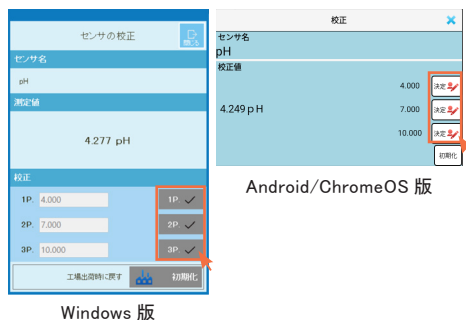 センサの校正
閉じる
センサ名
pH
測定値
4.277 pH
校正
1P. 4.000 1P. ✓
2P. 7.000 2P. ✓
3P. 10.000 3P. ✓
工場出荷時に戻す 初期化
Windows 版
校正
センサ名
pH
校正値
4.000 決定
4.249 p H 7.000 決定
10.000 決定
初期化
Android/ChromeOS 版